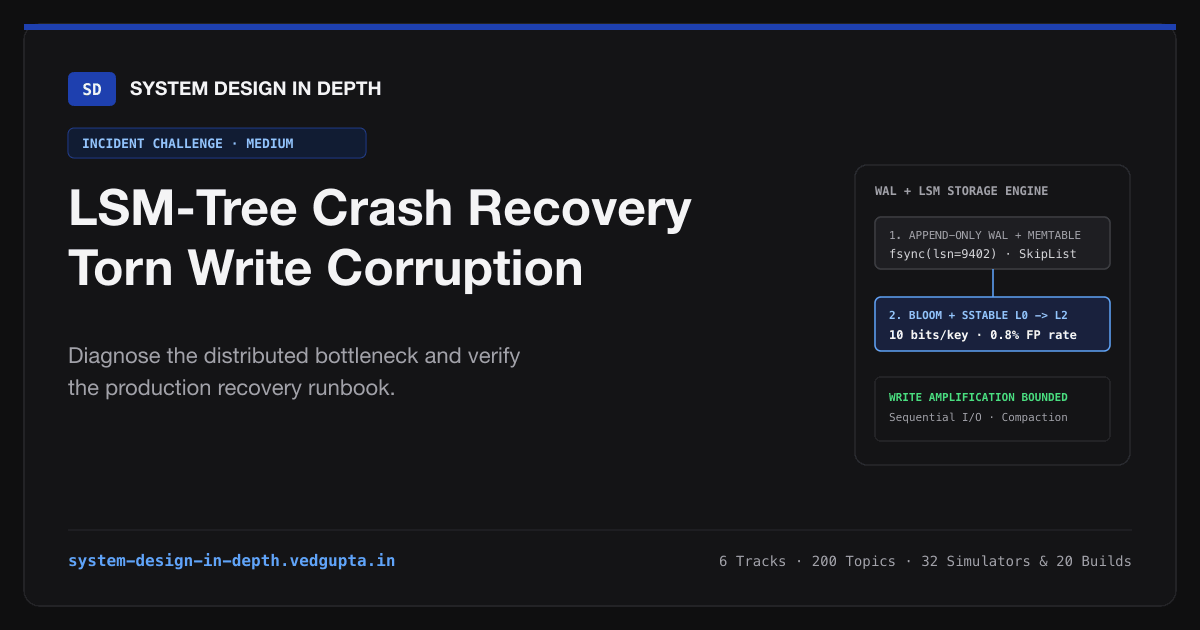 SD
SYSTEM DESIGN IN DEPTH
INCIDENT CHALLENGE · MEDIUM
LSM-Tree Crash Recovery
Torn Write Corruption
Diagnose the distributed bottleneck and verify
the production recovery runbook.
WAL + LSM STORAGE ENGINE
1. APPEND-ONLY WAL + MEMTABLE
fsync(lsn=9402) · SkipList
2. BLOOM + SSTABLE L0 -> L2
10 bits/key · 0.8% FP rate
WRITE AMPLIFICATION BOUNDED
Sequential I/O · Compaction
system-design-in-depth.vedgupta.in
6 Tracks · 200 Topics · 32 Simulators & 20 Builds